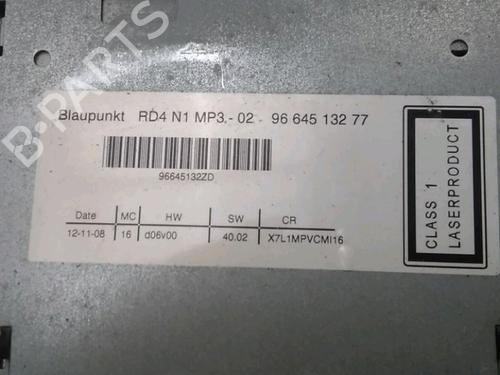 B-PARTS
Blaupunkt RD4 N1 MP3.- 02 - 96 645 132 77
96645132ZD
Date MC HW SW CR
12-11-08 16 d06v00 40.02 X7L1MPVCMI16
CLASS 1
LASERPRODUCT